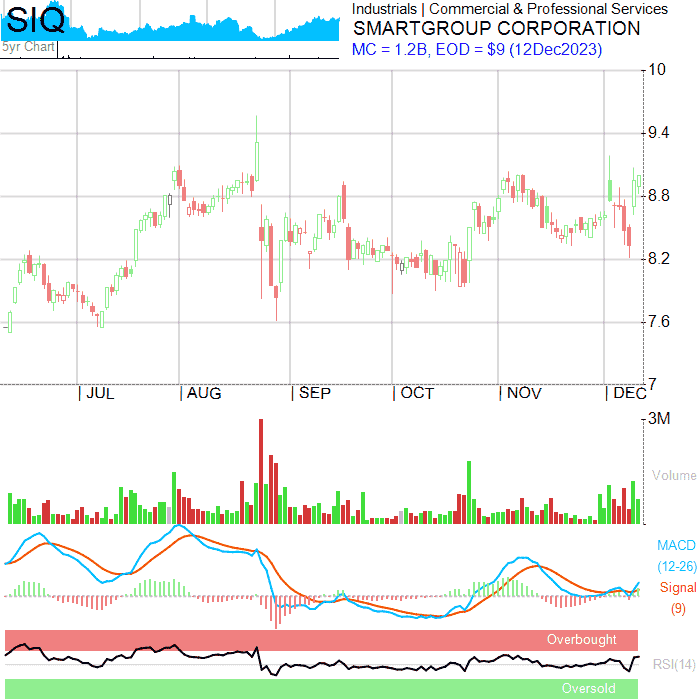 SIQ
5yr Chart
Industrials | Commercial & Professional Services
SMARTGROUP CORPORATION
MC = 1.2B, EOD = $9 (12Dec2023)
10
9.4
8.8
8.2
7.6
7
| JUL | AUG | SEP | OCT | NOV | DEC
3M
Volume
MACD
(12-26)
Signal
(9)
Overbought
RSI(14)
Oversold